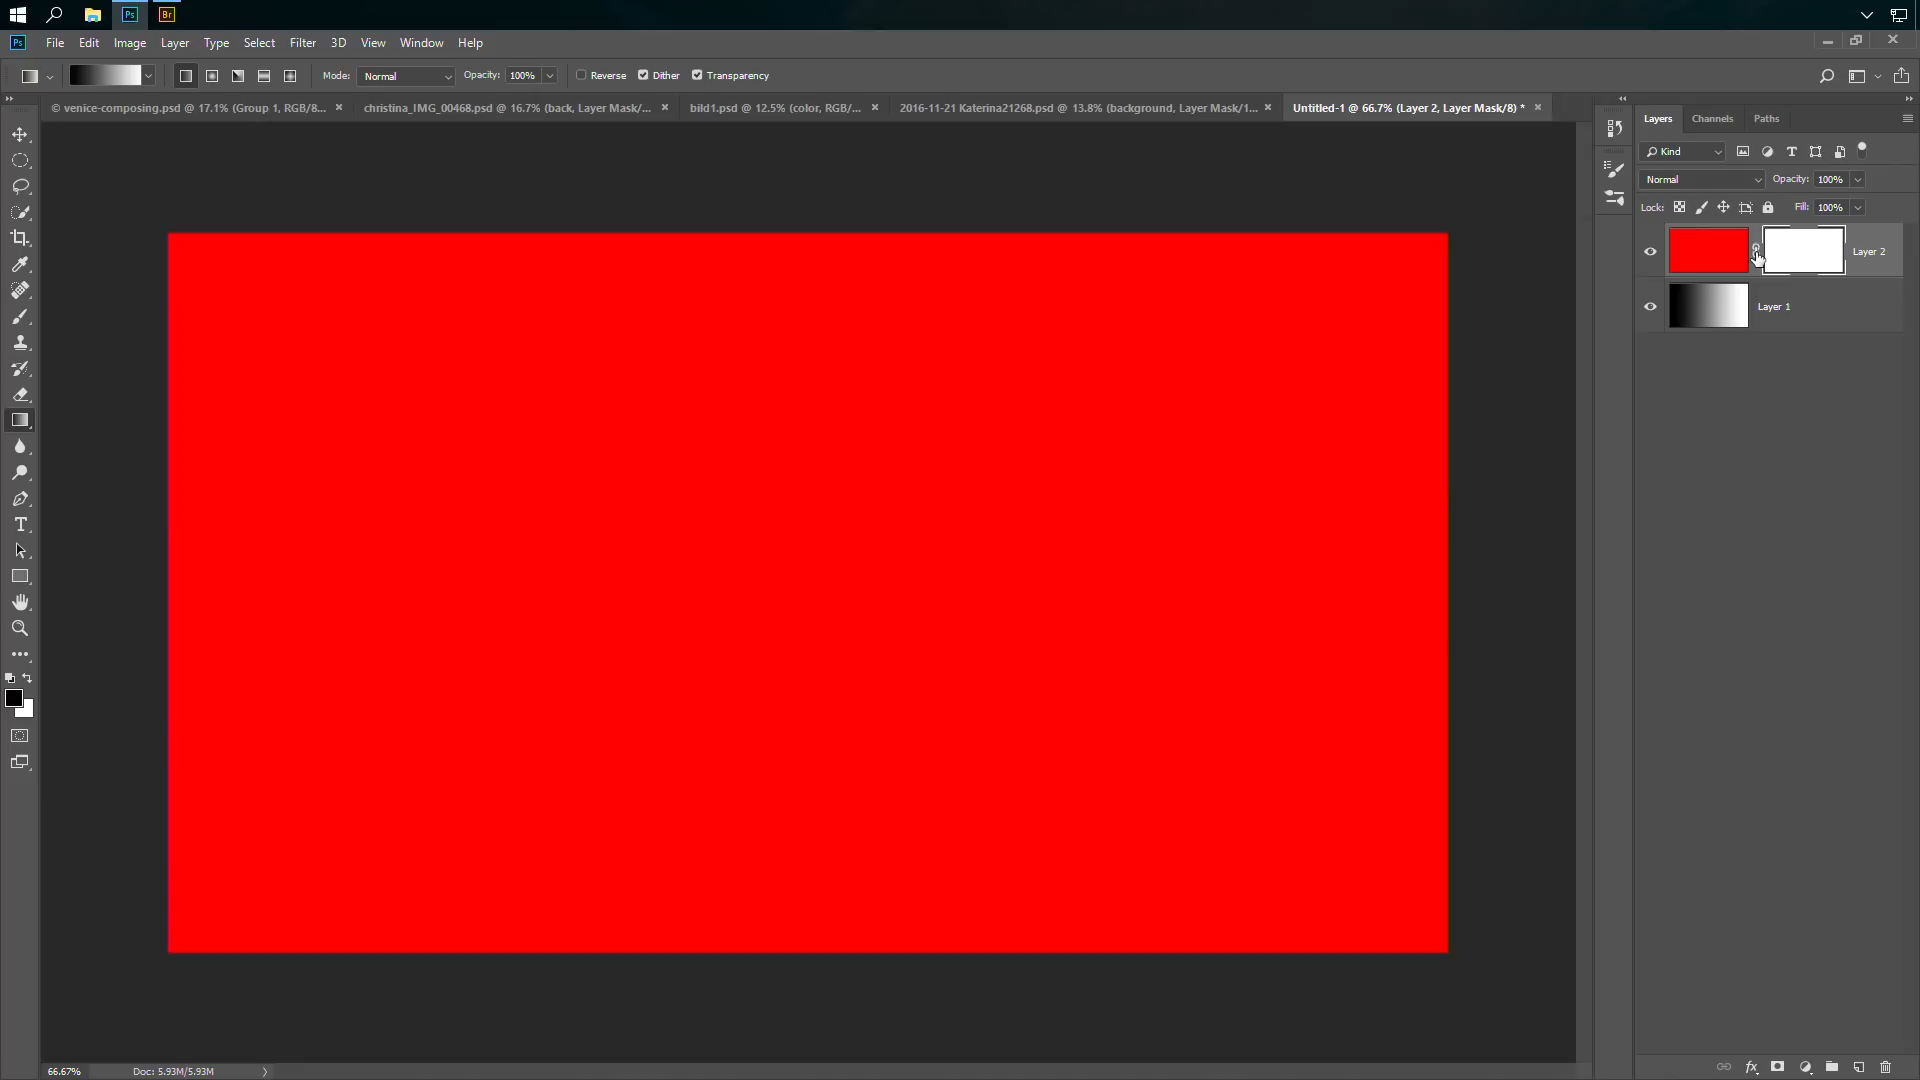 Ps Br
Ps File Edit Image Layer Type Select Filter 3D View Window Help
Mode: Normal Opacity: 100% Reverse Dither Transparency
© venice-composing.psd @ 17.1% (Group 1, RGB/8... × christina_IMG_00468.psd @ 16.7% (back, Layer Mask/... × bild1.psd @ 12.5% (color, RGB/... × 2016-11-21 Katerina21268.psd @ 13.8% (background, Layer Mask/1... × Untitled-1 @ 66.7% (Layer 2, Layer Mask/8) * ×
Layers Channels Paths
Kind
Normal Opacity: 100%
Lock: Fill: 100%
Layer 2
Layer 1
66.67% Doc: 5.93M/5.93M